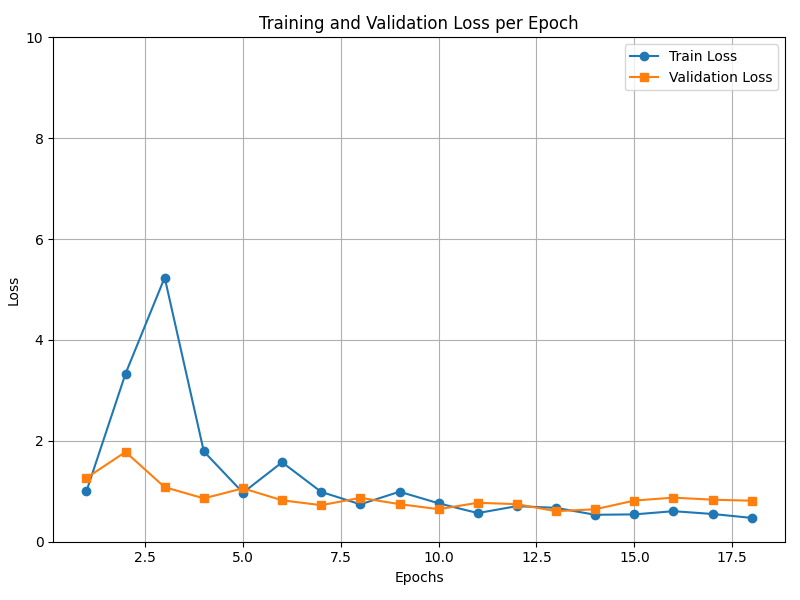 Training and Validation Loss per Epoch
10
8
6
4
2
0
Loss
Train Loss
Validation Loss
2.5 5.0 7.5 10.0 12.5 15.0 17.5
Epochs